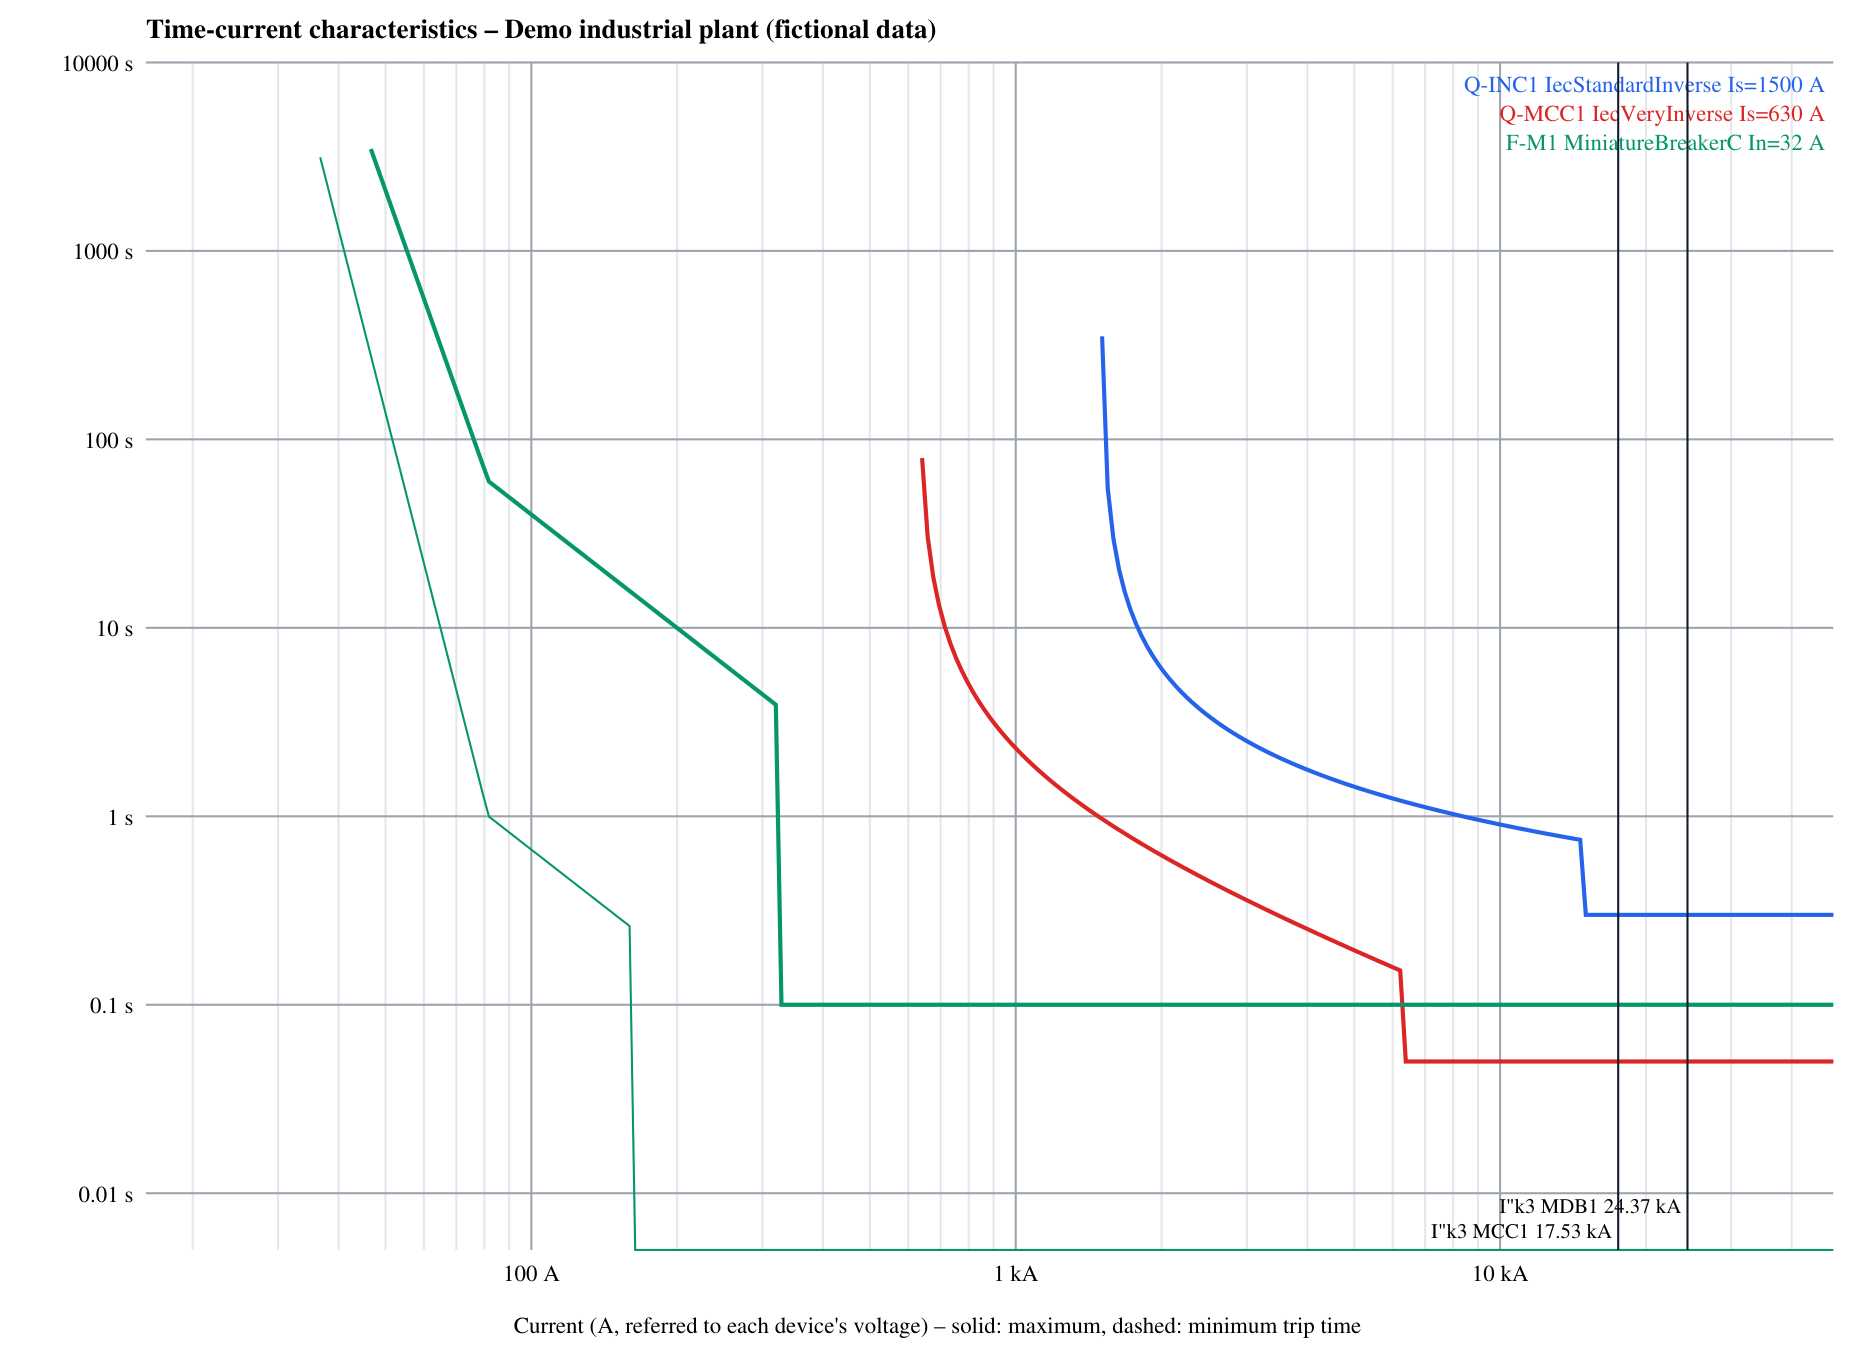 Time-current characteristics – Demo industrial plant (fictional data)
10000 s
Q-INC1 IecStandardInverse Is=1500 A
Q-MCC1 IecVeryInverse Is=630 A
F-M1 MiniatureBreakerC In=32 A
1000 s
100 s
10 s
1 s
0.1 s
0.01 s
I"k3 MDB1 24.37 kA
I"k3 MCC1 17.53 kA
100 A
1 kA
10 kA
Current (A, referred to each device's voltage) – solid: maximum, dashed: minimum trip time